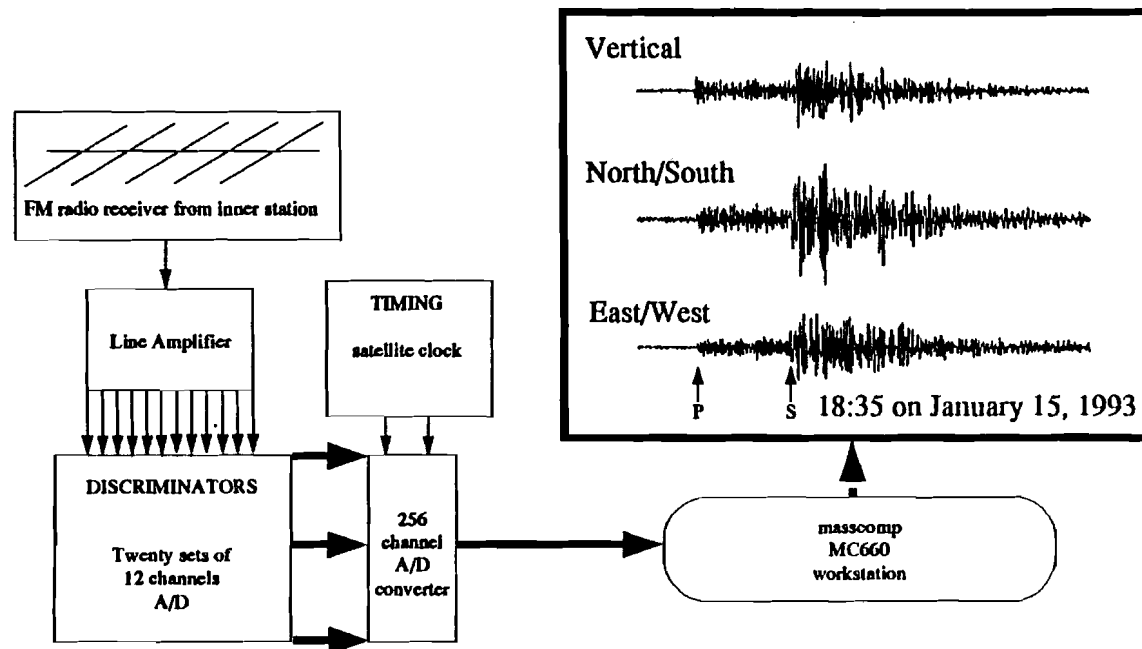 Vertical
North/South
East/West
P
S
18:35 on January 15, 1993
FM radio receiver from inner station
Line Amplifier
TIMING
satellite clock
DISCRIMINATORS
Twenty sets of
12 channels
A/D
256
channel
A/D
converter
masscomp
MC660
workstation